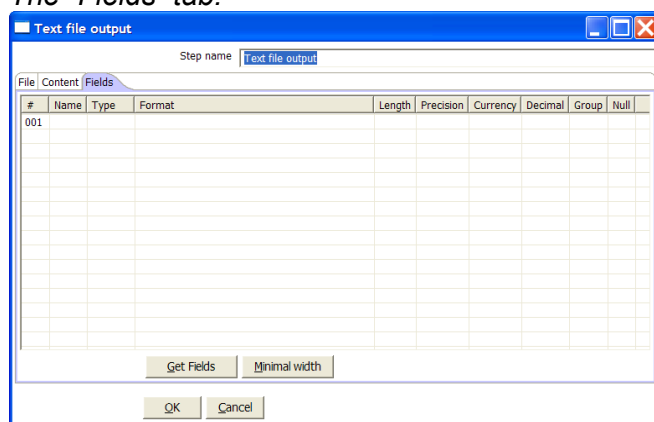 The "Fields" tab:
Text file output
Step name Text file output
File Content Fields
# Name Type Format Length Precision Currency Decimal Group Null
001
Get Fields Minimal width
OK Cancel